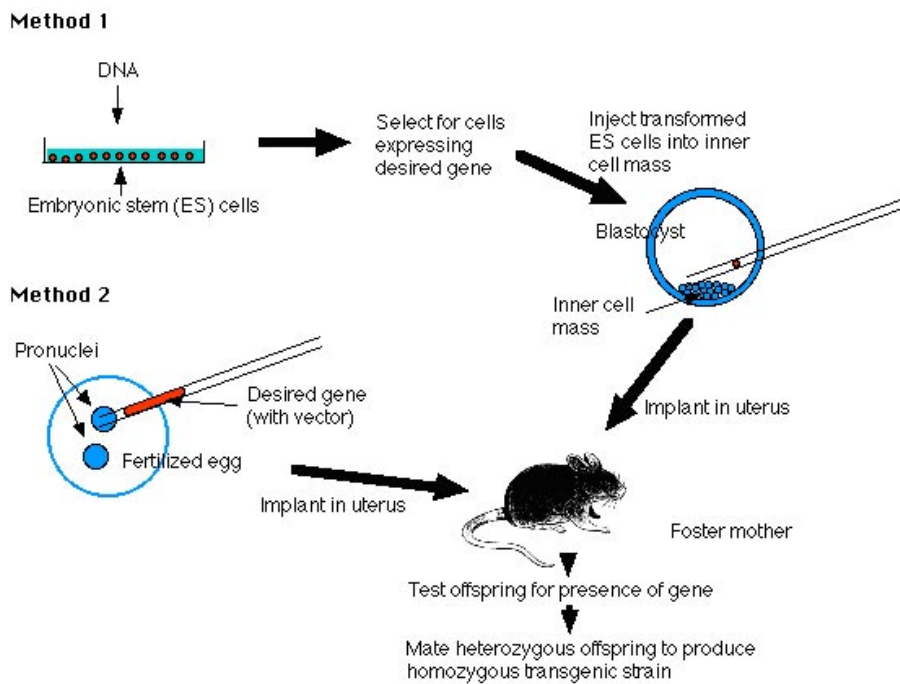 Method 1
DNA
Embryonic stem (ES) cells
Select for cells
expressing
desired gene
Inject transformed
ES cells into inner
cell mass
Blastocyst
Inner cell
mass
Implant in uterus
Method 2
Pronuclei
Desired gene
(with vector)
Fertilized egg
Implant in uterus
Foster mother
Test offspring for presence of gene
Mate heterozygous offspring to produce
homozygous transgenic strain